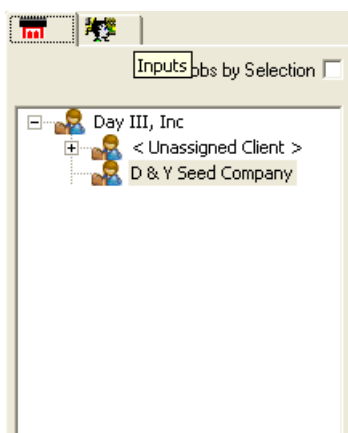 Inputs obs by Selection
Day III, Inc
< Unassigned Client >
D & Y Seed Company